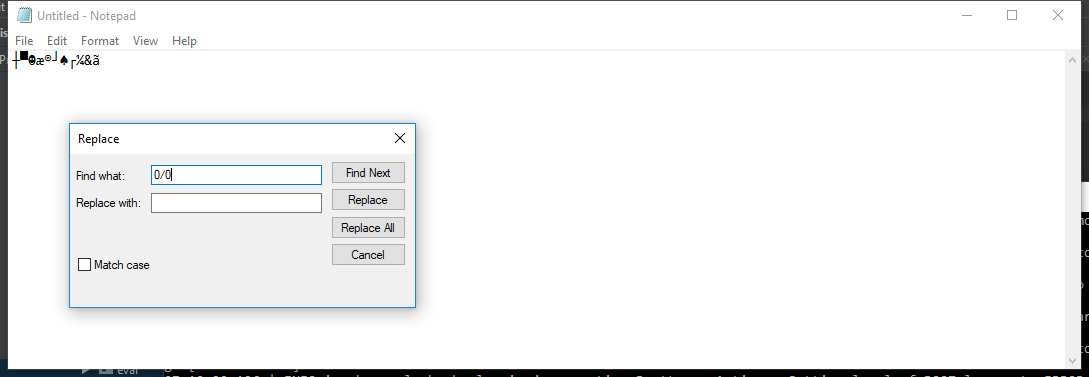 Untitled - Notepad
File Edit Format View Help
┼▀☻æ®┘♠┌¼&ã
Replace
Find what: 0/0 Find Next
Replace with: Replace
Replace All
Match case Cancel
eval